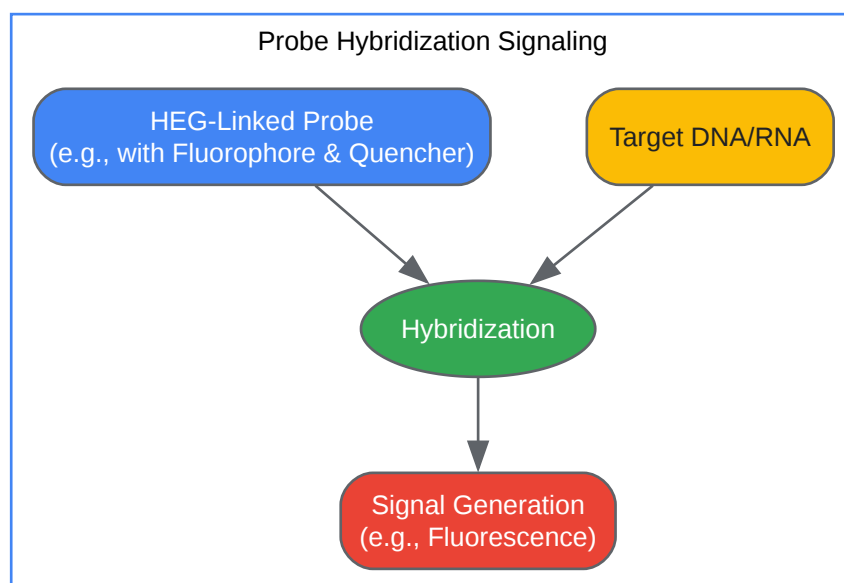 Probe Hybridization Signaling
HEG-Linked Probe
(e.g., with Fluorophore & Quencher)
Target DNA/RNA
Hybridization
Signal Generation
(e.g., Fluorescence)